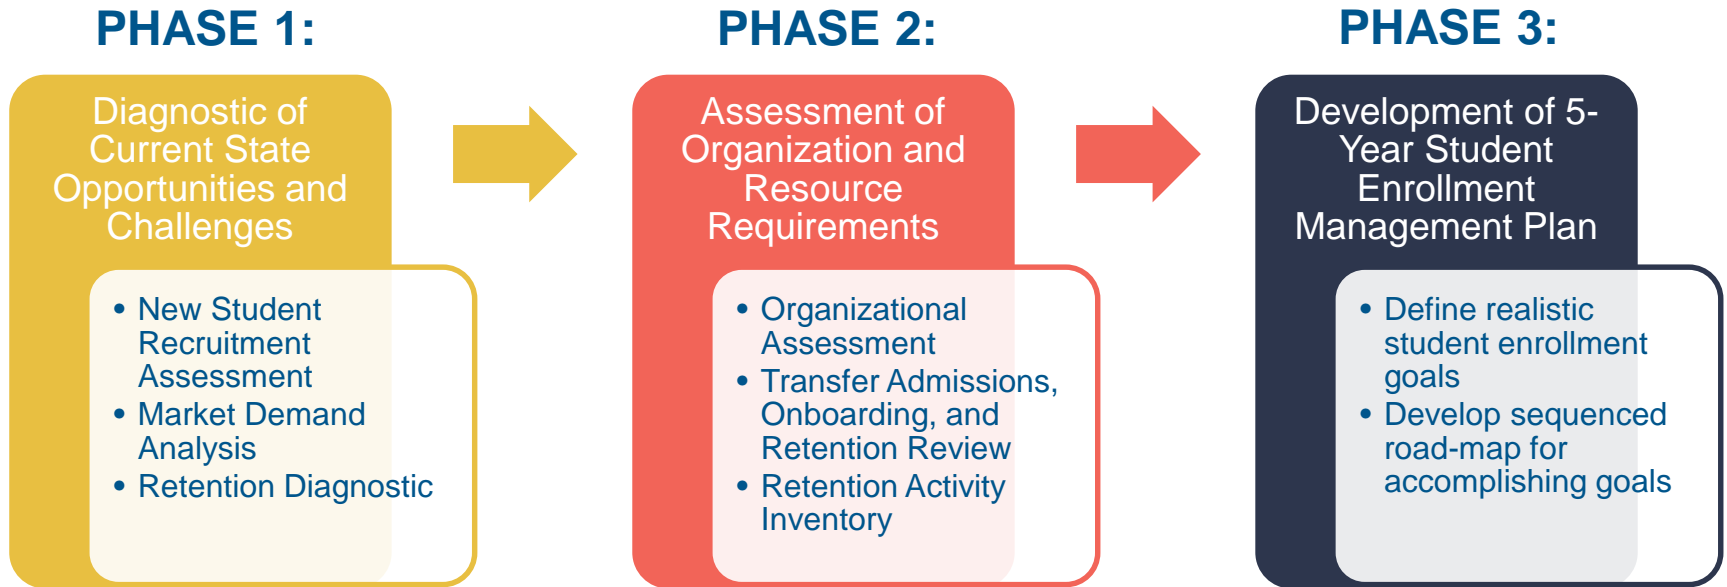 PHASE 1:
Diagnostic of
Current State
Opportunities and
Challenges
• New Student
Recruitment
Assessment
• Market Demand
Analysis
• Retention Diagnostic
PHASE 2:
Assessment of
Organization and
Resource
Requirements
• Organizational
Assessment
• Transfer Admissions,
Onboarding, and
Retention Review
• Retention Activity
Inventory
PHASE 3:
Development of 5-
Year Student
Enrollment
Management Plan
• Define realistic
student enrollment
goals
• Develop sequenced
road-map for
accomplishing goals